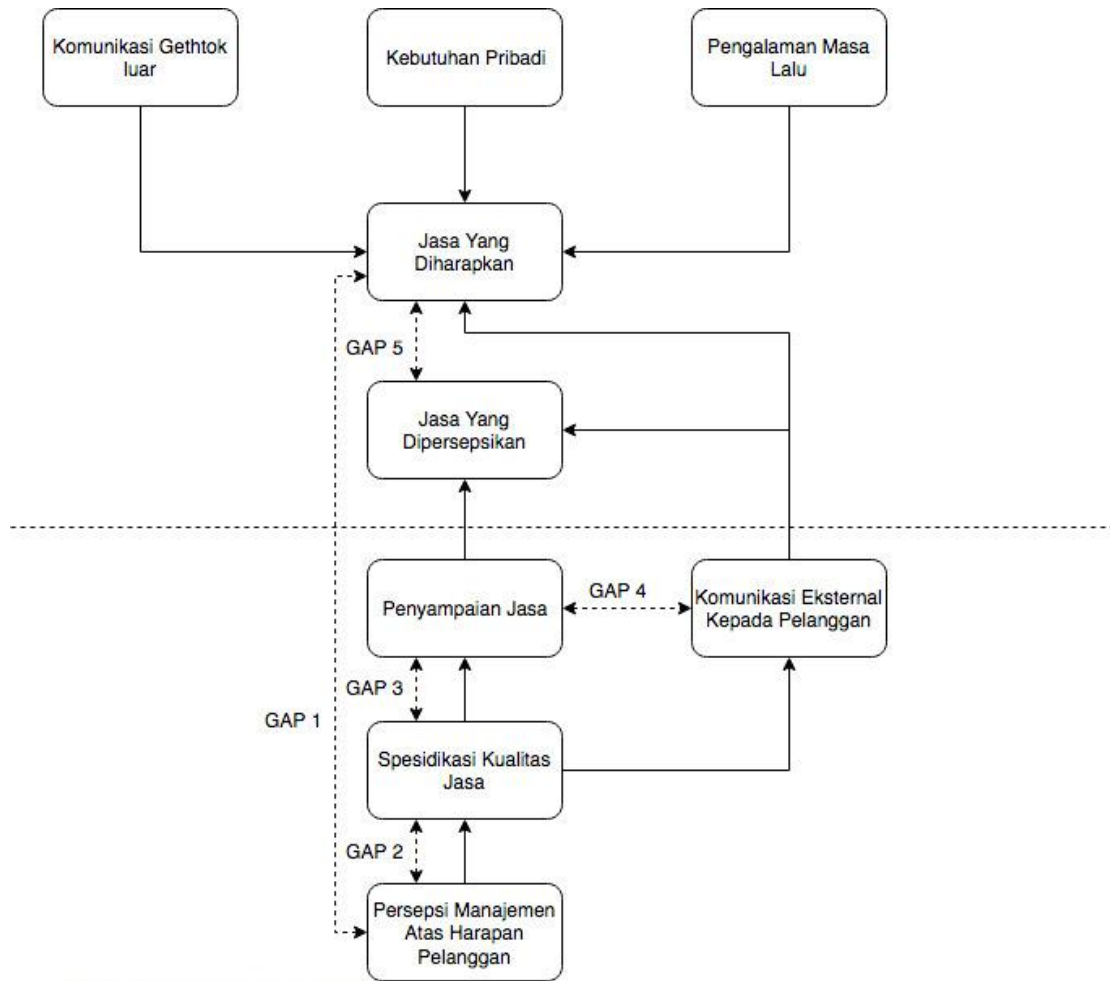 Komunikasi Gethtok
luar
Kebutuhan Pribadi
Pengalaman Masa
Lalu
Jasa Yang
Diharapkan
GAP 5
Jasa Yang
Dipersepsikan
Penyampaian Jasa
GAP 4
Komunikasi Eksternal
Kepada Pelanggan
GAP 3
GAP 1
Spesidikasi Kualitas
Jasa
GAP 2
Persepsi Manajemen
Atas Harapan
Pelanggan